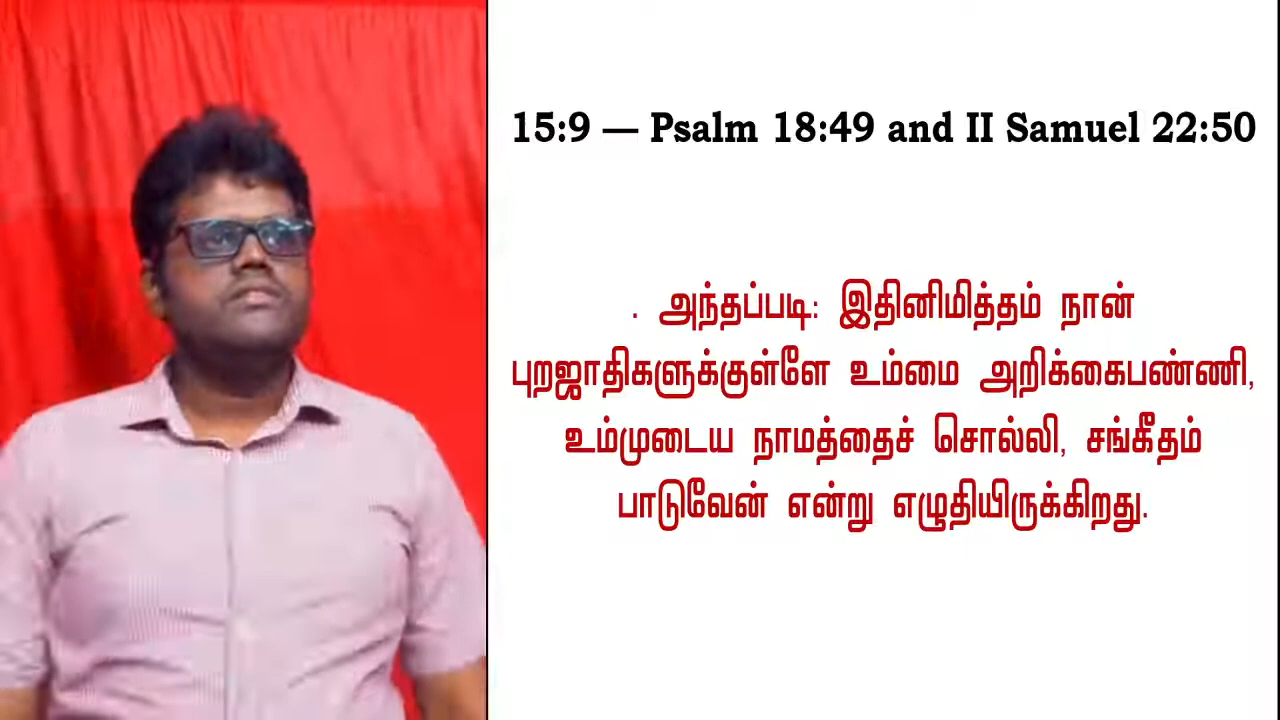 15:9 — Psalm 18:49 and II Samuel 22:50
. அந்தப்படி: இதினிமித்தம் நான்
புறஜாதிகளுக்குள்ளே உம்மை அறிக்கைபண்ணி,
உம்முடைய நாமத்தைச் சொல்லி, சங்கீதம்
பாடுவேன் என்று எழுதியிருக்கிறது.